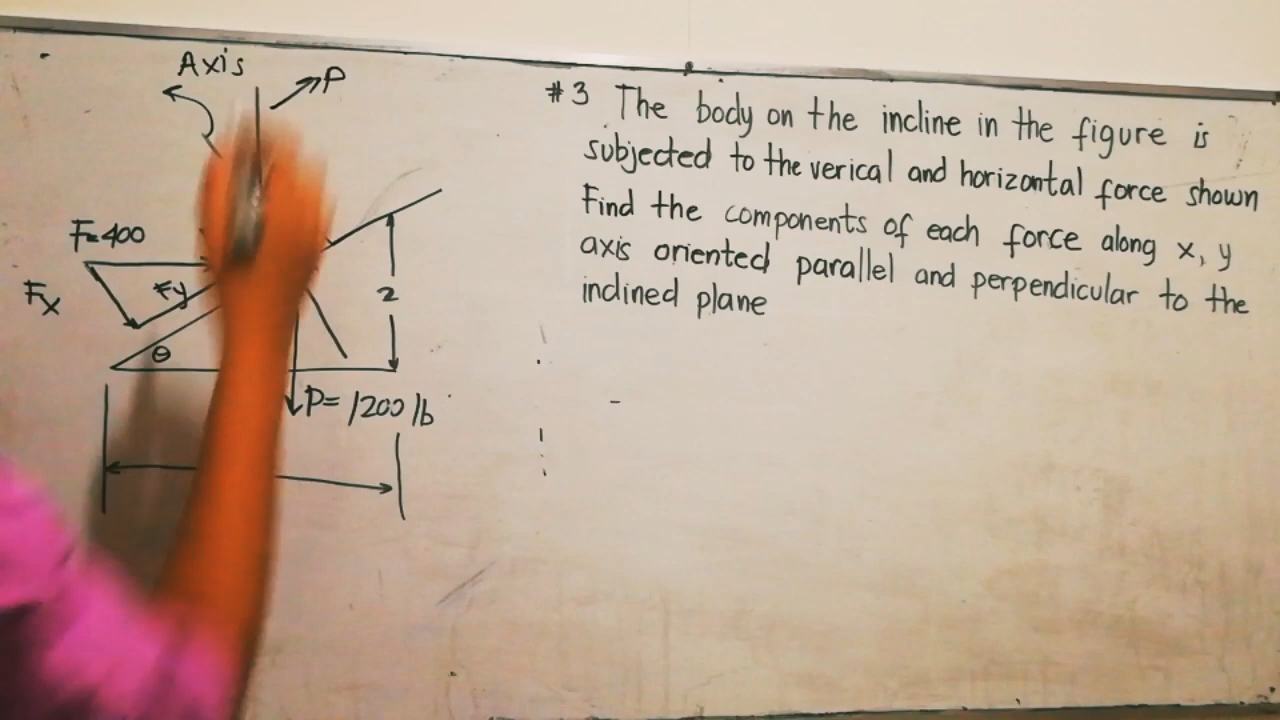 Axis
P
F=400
Fx
Fy
θ
2
P= 1200 lb
#3 The body on the incline in the figure is
subjected to the verical and horizontal force shown
Find the components of each force along x, y
axis oriented parallel and perpendicular to the
inclined plane